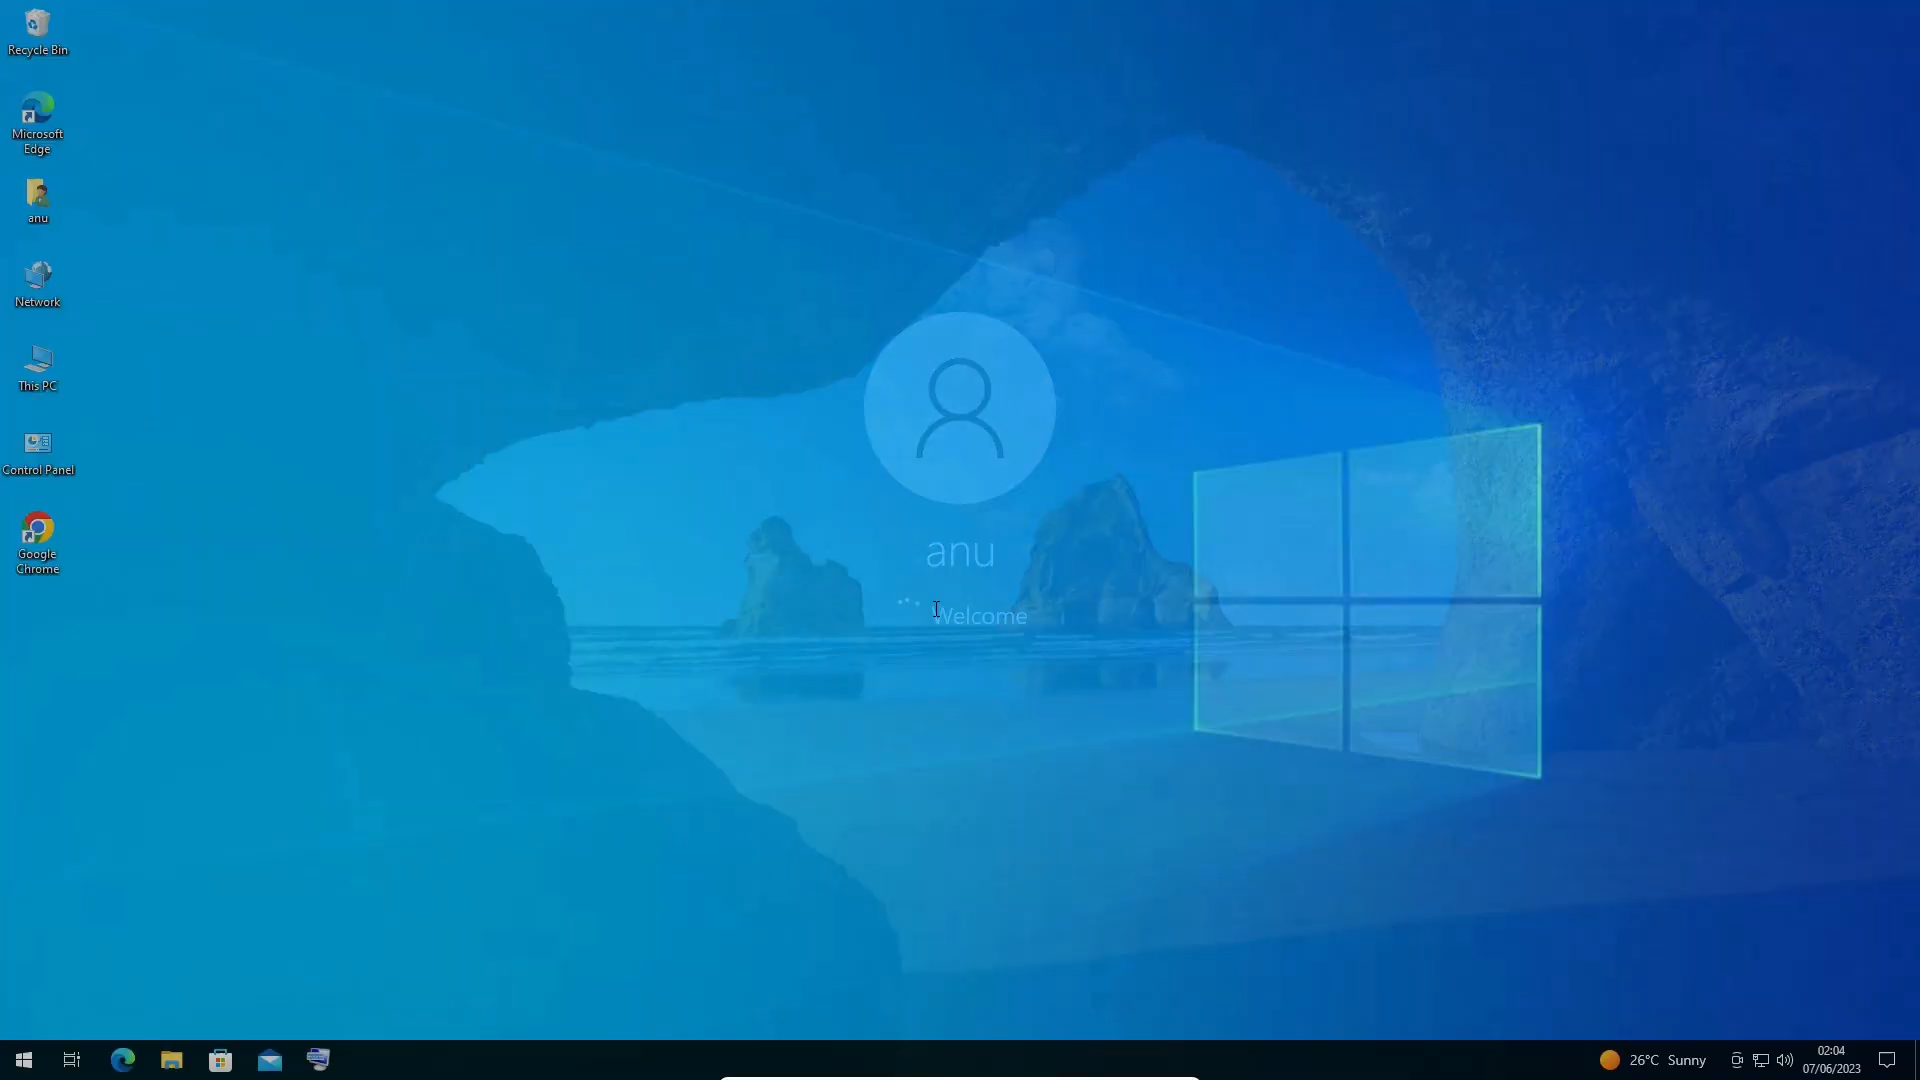 Recycle Bin
Microsoft
Edge
anu
Network
This PC
Control Panel
Google
Chrome
anu
Welcome
26°C Sunny
02:04
07/06/2023